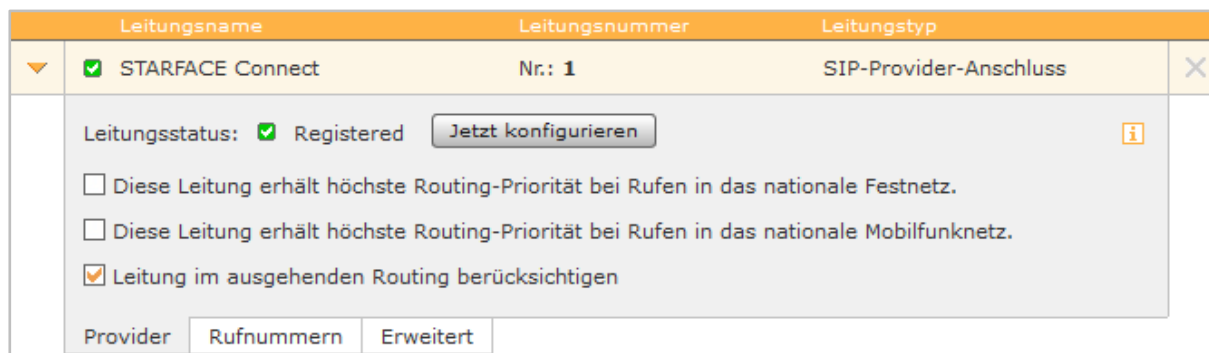 Leitungsname Leitungsnummer Leitungstyp
STARFACE Connect Nr.: 1 SIP-Provider-Anschluss
Leitungsstatus: Registered Jetzt konfigurieren
Diese Leitung erhält höchste Routing-Priorität bei Rufen in das nationale Festnetz.
Diese Leitung erhält höchste Routing-Priorität bei Rufen in das nationale Mobilfunknetz.
Leitung im ausgehenden Routing berücksichtigen
Provider Rufnummern Erweitert